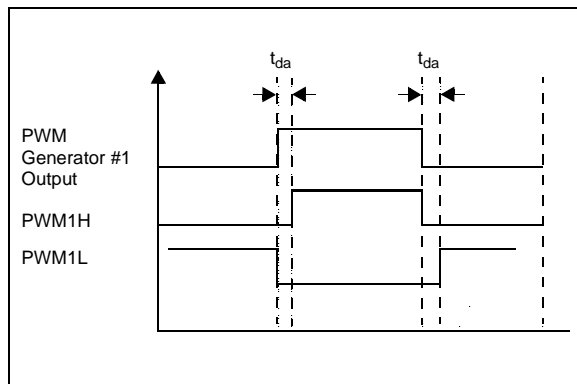 t_da t_da
PWM
Generator #1
Output
PWM1H
PWM1L